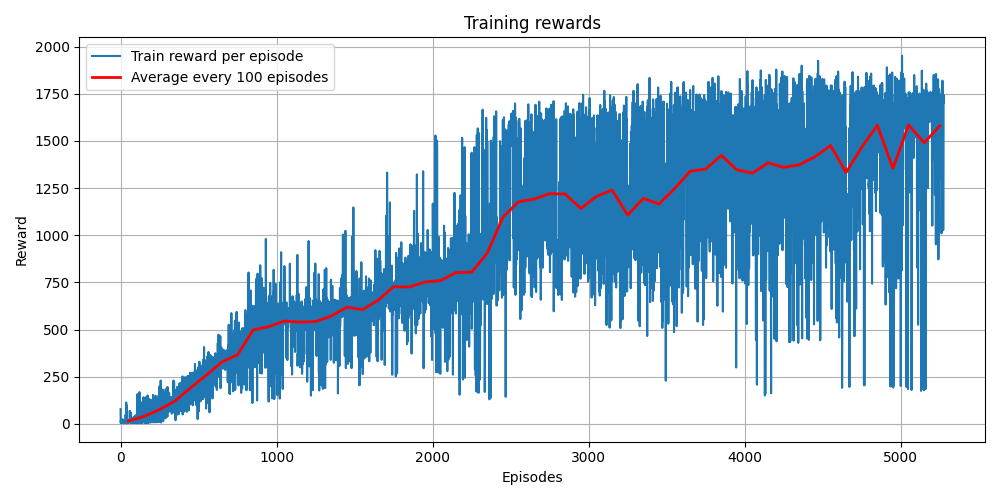 Training rewards
Train reward per episode
Average every 100 episodes
2000
1750
1500
1250
1000
750
500
250
0
Reward
0 1000 2000 3000 4000 5000
Episodes